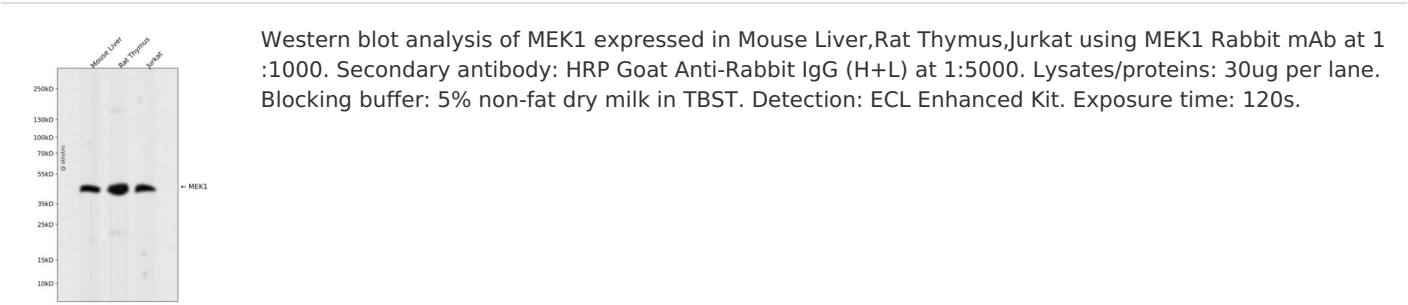 Mouse Liver
Rat Thymus
Jurkat
250kD
130kD
100kD
70kD
55kD
35kD
25kD
15kD
10kD
← MEK1
Western blot analysis of MEK1 expressed in Mouse Liver,Rat Thymus,Jurkat using MEK1 Rabbit mAb at 1
:1000. Secondary antibody: HRP Goat Anti-Rabbit IgG (H+L) at 1:5000. Lysates/proteins: 30ug per lane.
Blocking buffer: 5% non-fat dry milk in TBST. Detection: ECL Enhanced Kit. Exposure time: 120s.